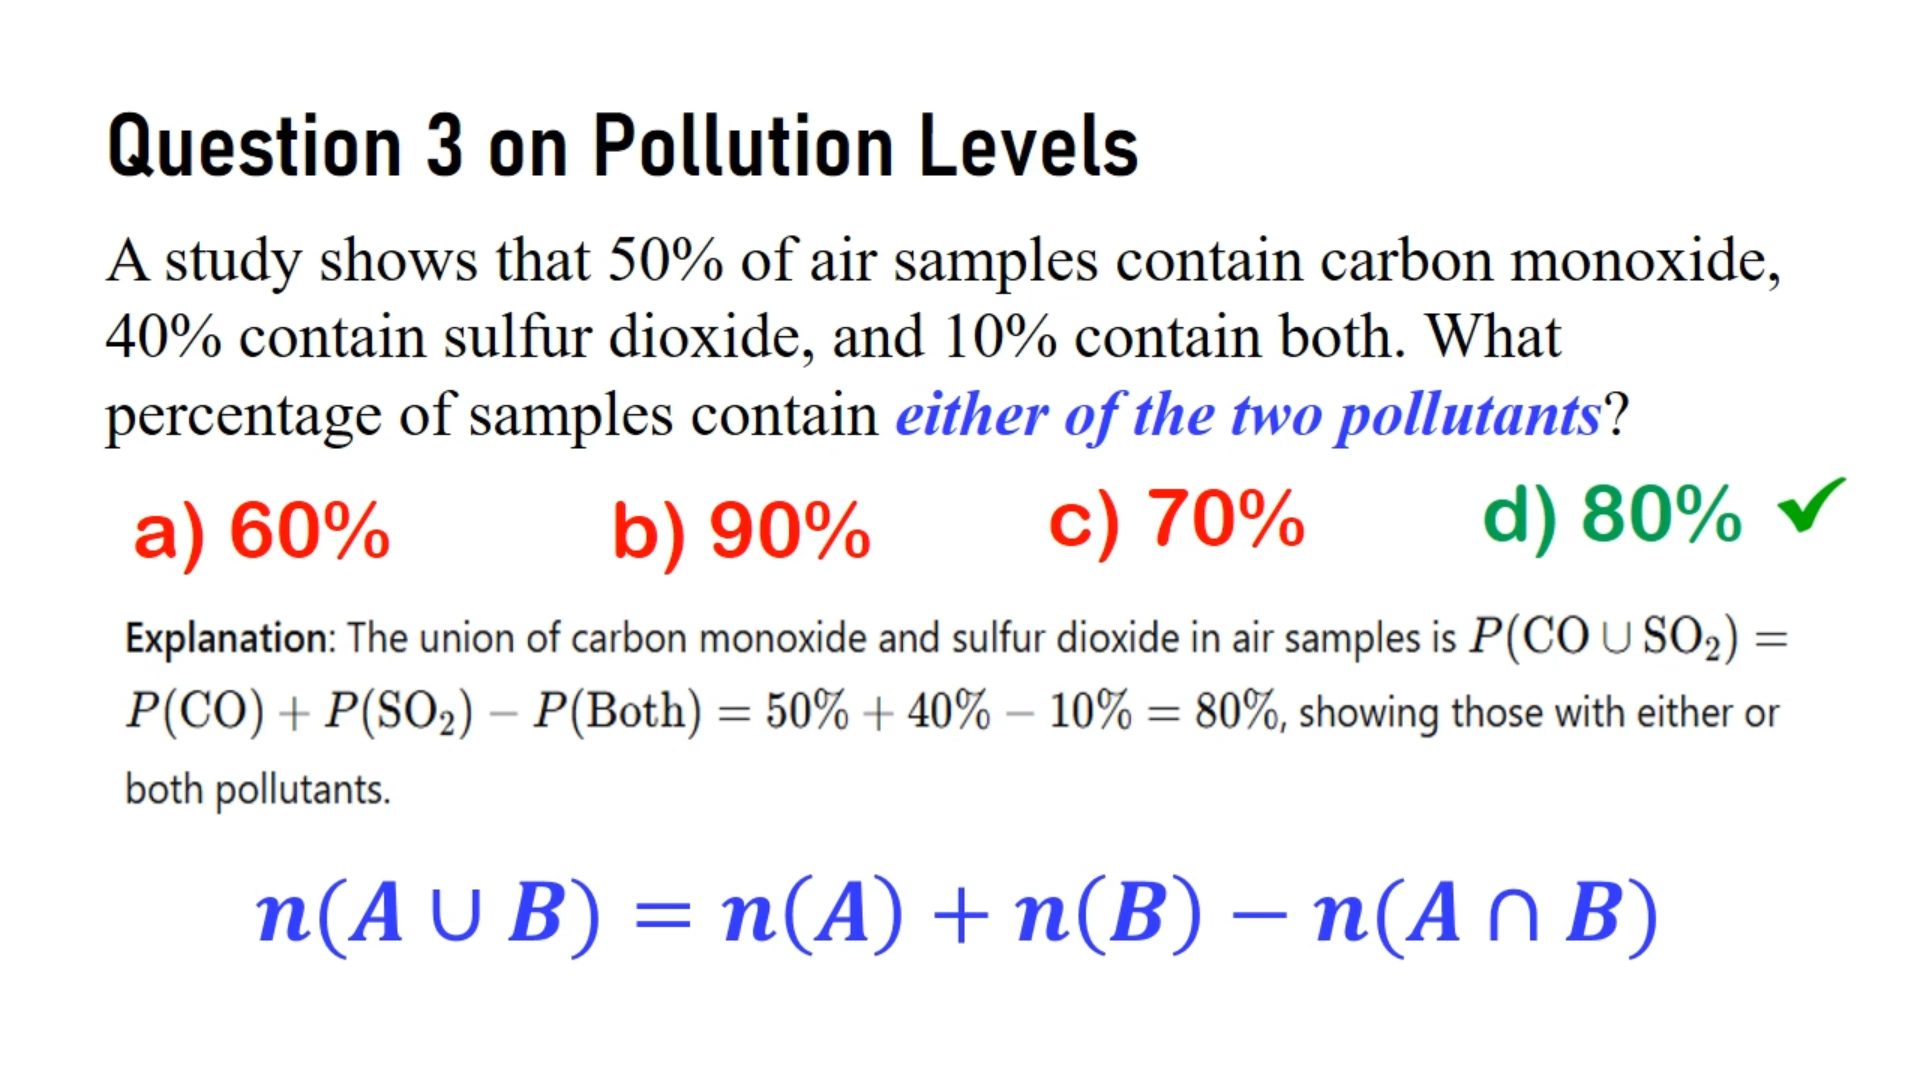 Question 3 on Pollution Levels
A study shows that 50% of air samples contain carbon monoxide,
40% contain sulfur dioxide, and 10% contain both. What
percentage of samples contain either of the two pollutants?
a) 60% b) 90% c) 70% d) 80% ✓
Explanation: The union of carbon monoxide and sulfur dioxide in air samples is P(CO ∪ SO₂) =
P(CO) + P(SO₂) − P(Both) = 50% + 40% − 10% = 80%, showing those with either or
both pollutants.
n(A ∪ B) = n(A) + n(B) − n(A ∩ B)